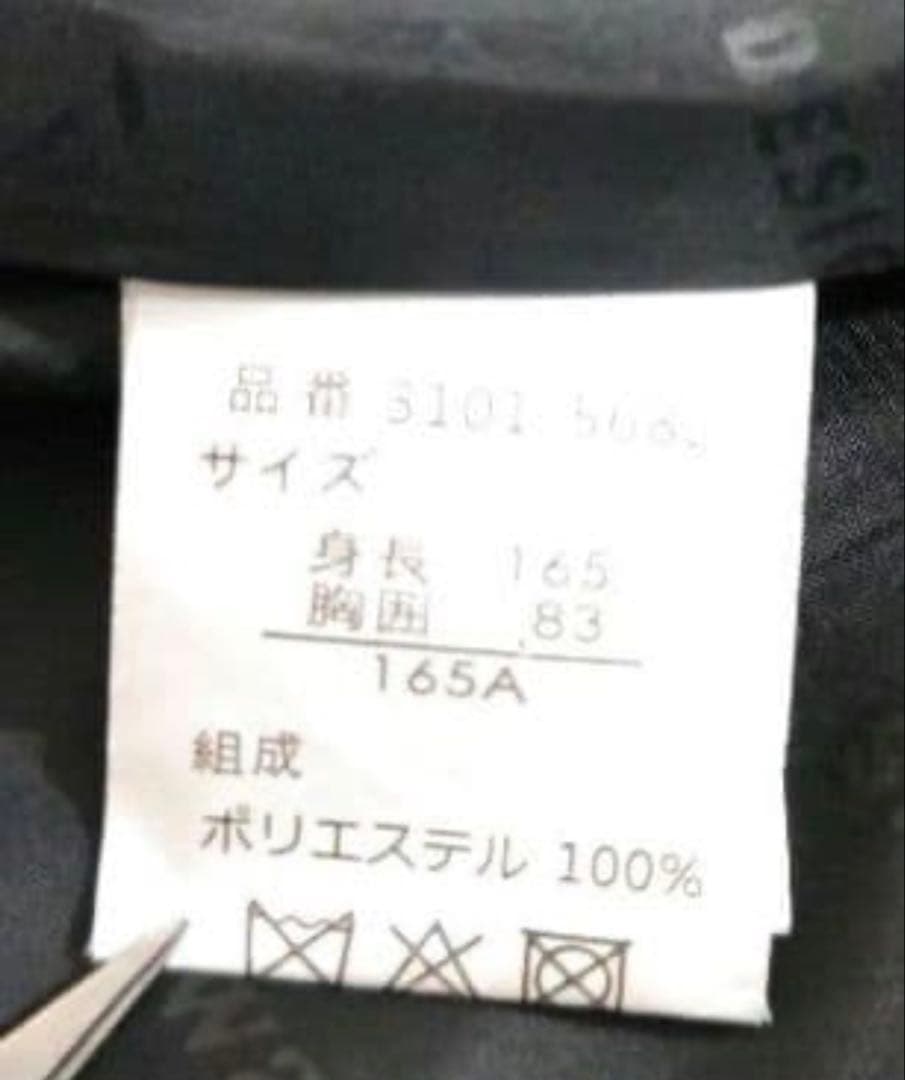 品番 3101
サイズ
身長 165
胸囲 83
165A
組成
ポリエステル 100%